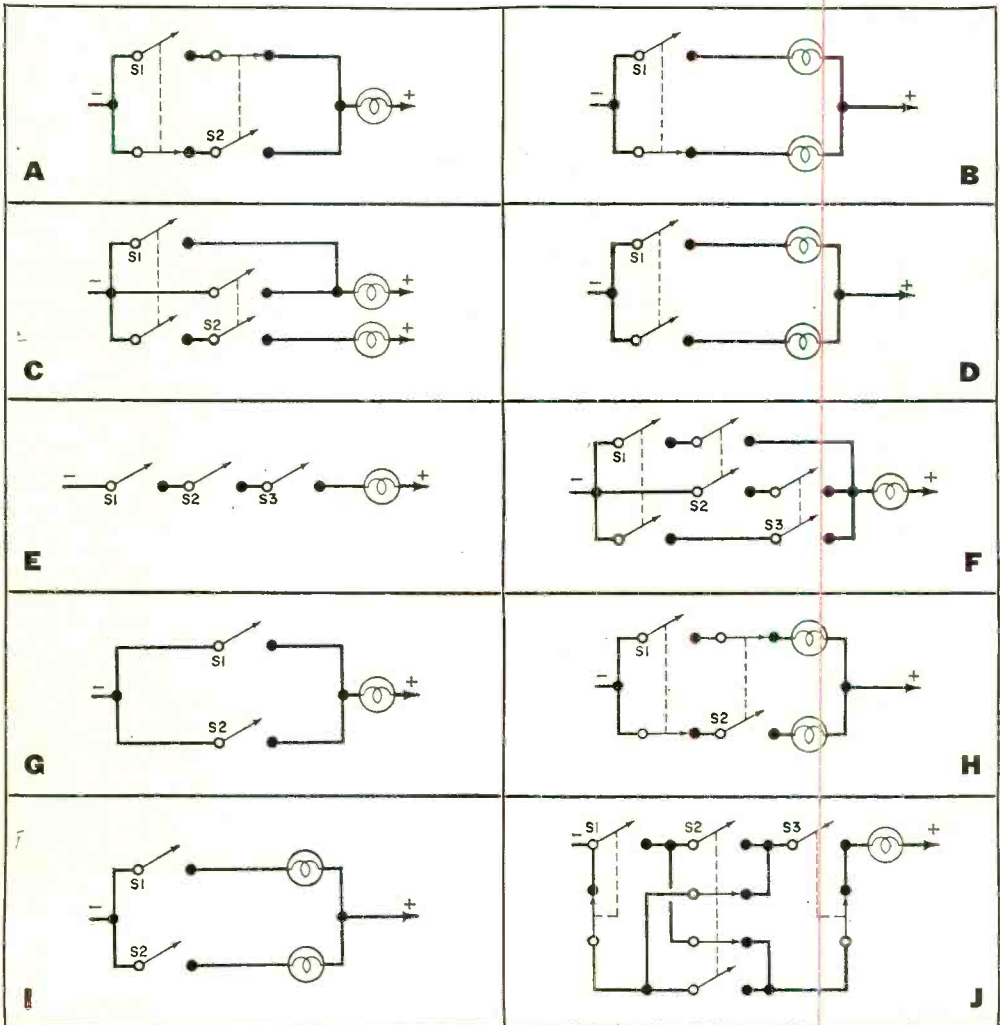 S1
S2
− +
A
S1
− +
B
S1
− +
S2
+
C
S1
− +
D
− +
S1 S2 S3
E
S1
− +
S2
S3
F
S1
− +
S2
G
S1
− +
S2
H
S1
− +
S2
I
− S1 S2 S3 +
J